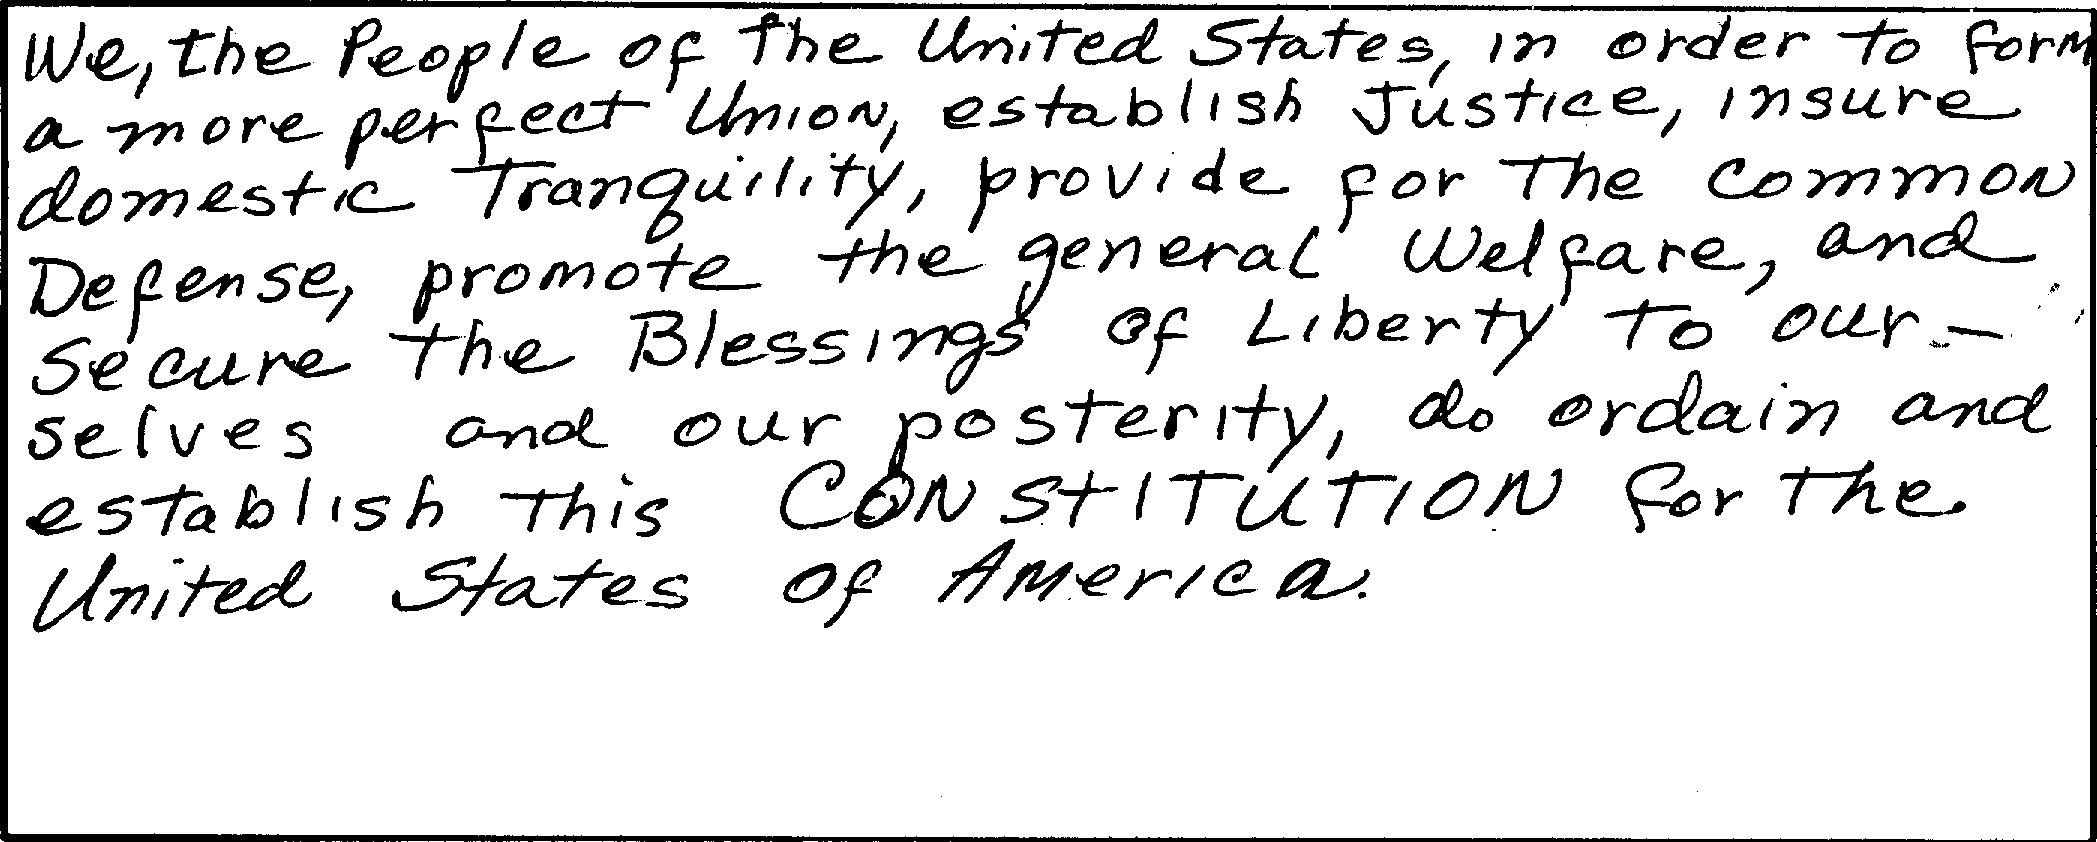 We, the People of the United States, in order to form
a more perfect Union, establish Justice, insure
domestic Tranquility, provide for the common
Defense, promote the general Welfare, and
secure the Blessings of Liberty to our-
selves and our posterity, do ordain and
establish this CONSTITUTION for the
United States of America.